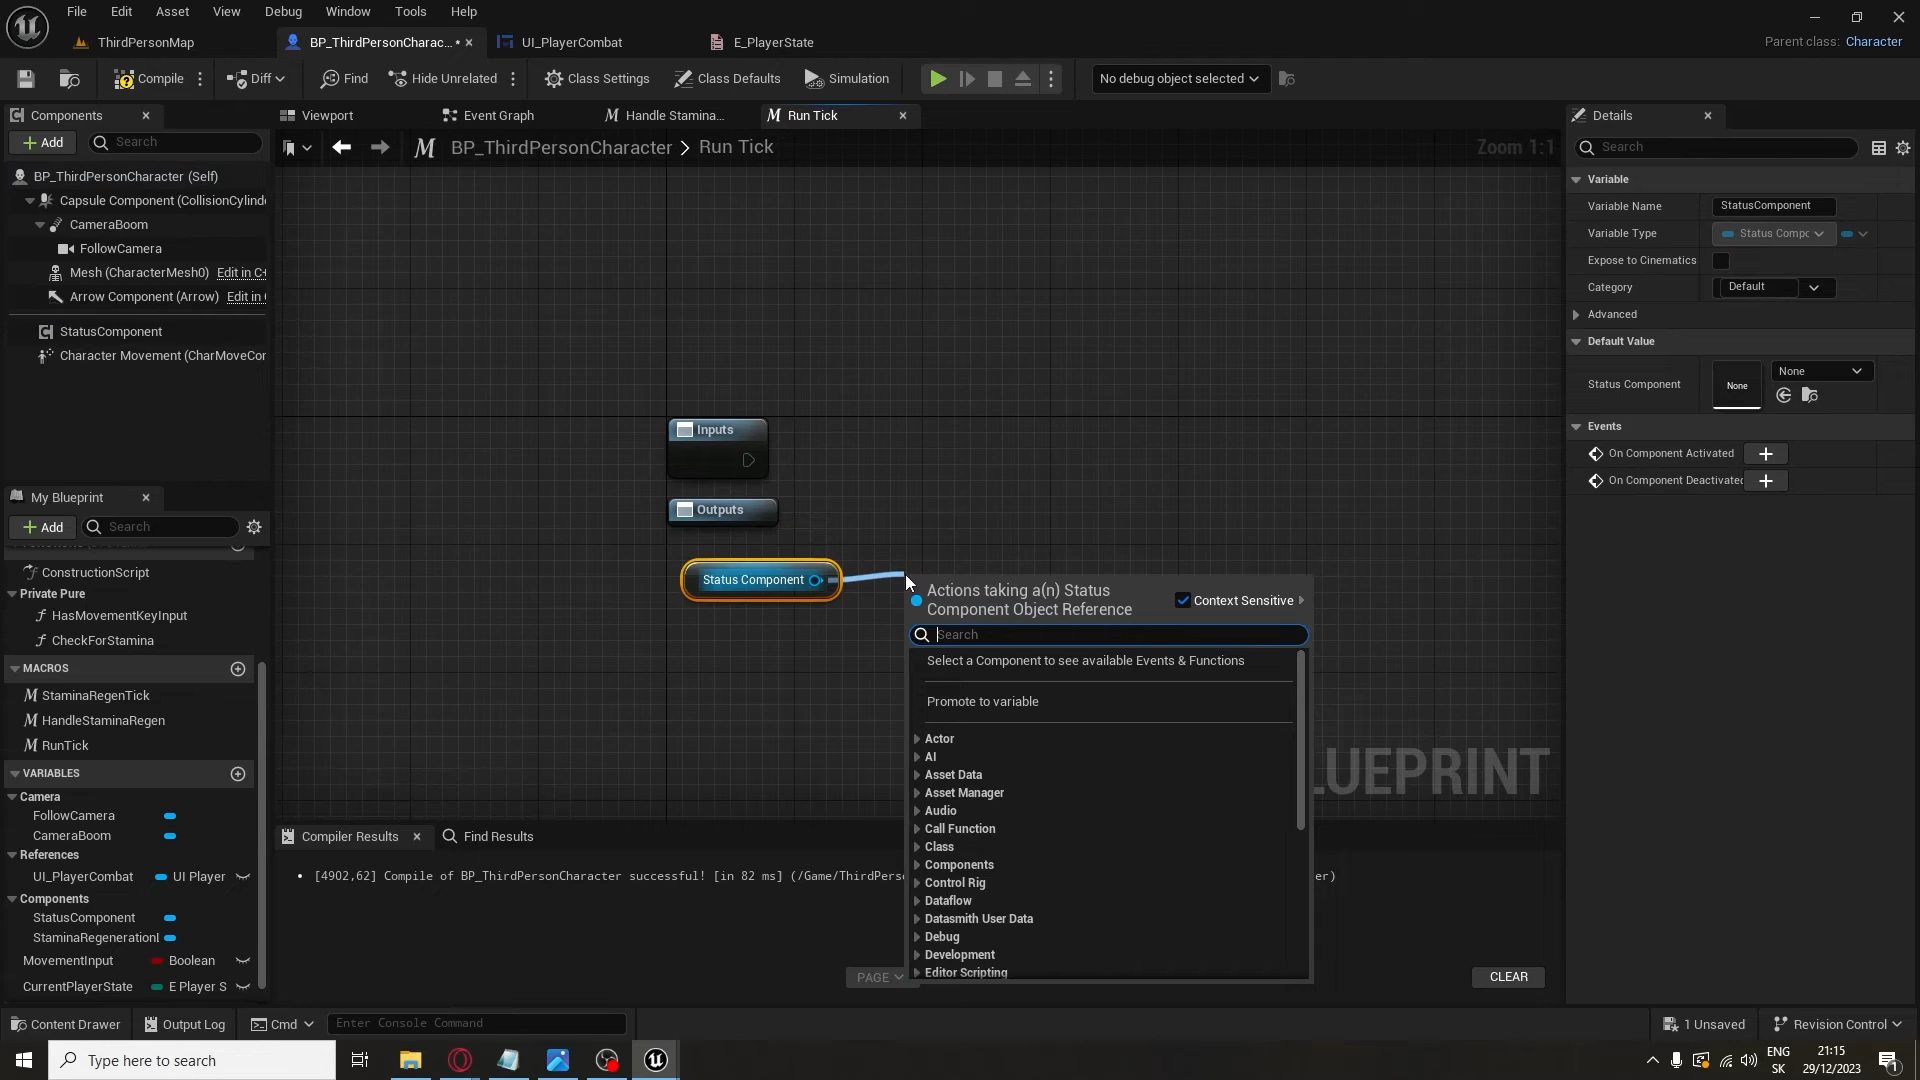 File Edit Asset View Debug Window Tools Help
ThirdPersonMap BP_ThirdPersonCharac... * UI_PlayerCombat E_PlayerState Parent class: Character
Compile Diff Find Hide Unrelated Class Settings Class Defaults Simulation No debug object selected
Components Viewport Event Graph Handle Stamina... Run Tick Details
Add Search BP_ThirdPersonCharacter > Run Tick Zoom 1:1 Search
BP_ThirdPersonCharacter (Self)
Capsule Component (CollisionCylinde
CameraBoom
FollowCamera
Mesh (CharacterMesh0) Edit in C+
Arrow Component (Arrow) Edit in
StatusComponent
Character Movement (CharMoveCor
Variable
Variable Name StatusComponent
Variable Type Status Compc
Expose to Cinematics
Category Default
Advanced
Default Value
Status Component None None
Events
On Component Activated
On Component Deactivated
Inputs
Outputs
Status Component
Actions taking a(n) Status
Component Object Reference Context Sensitive
Search
Select a Component to see available Events & Functions
Promote to variable
Actor
AI
Asset Data
Asset Manager
Audio
Call Function
Class
Components
Control Rig
Dataflow
Datasmith User Data
Debug
Development
Editor Scripting
LUEPRINT
My Blueprint
Add Search
ConstructionScript
Private Pure
HasMovementKeyInput
CheckForStamina
MACROS
StaminaRegenTick
HandleStaminaRegen
RunTick
VARIABLES
Camera
FollowCamera
CameraBoom
References
UI_PlayerCombat UI Player
Components
StatusComponent
StaminaRegenerationI
MovementInput Boolean
CurrentPlayerState E Player S
Compiler Results Find Results
[4902,62] Compile of BP_ThirdPersonCharacter successful! [in 82 ms] (/Game/ThirdPers er)
PAGE CLEAR
Content Drawer Output Log Cmd Enter Console Command 1 Unsaved Revision Control
Type here to search ENG SK 21:15 29/12/2023 1